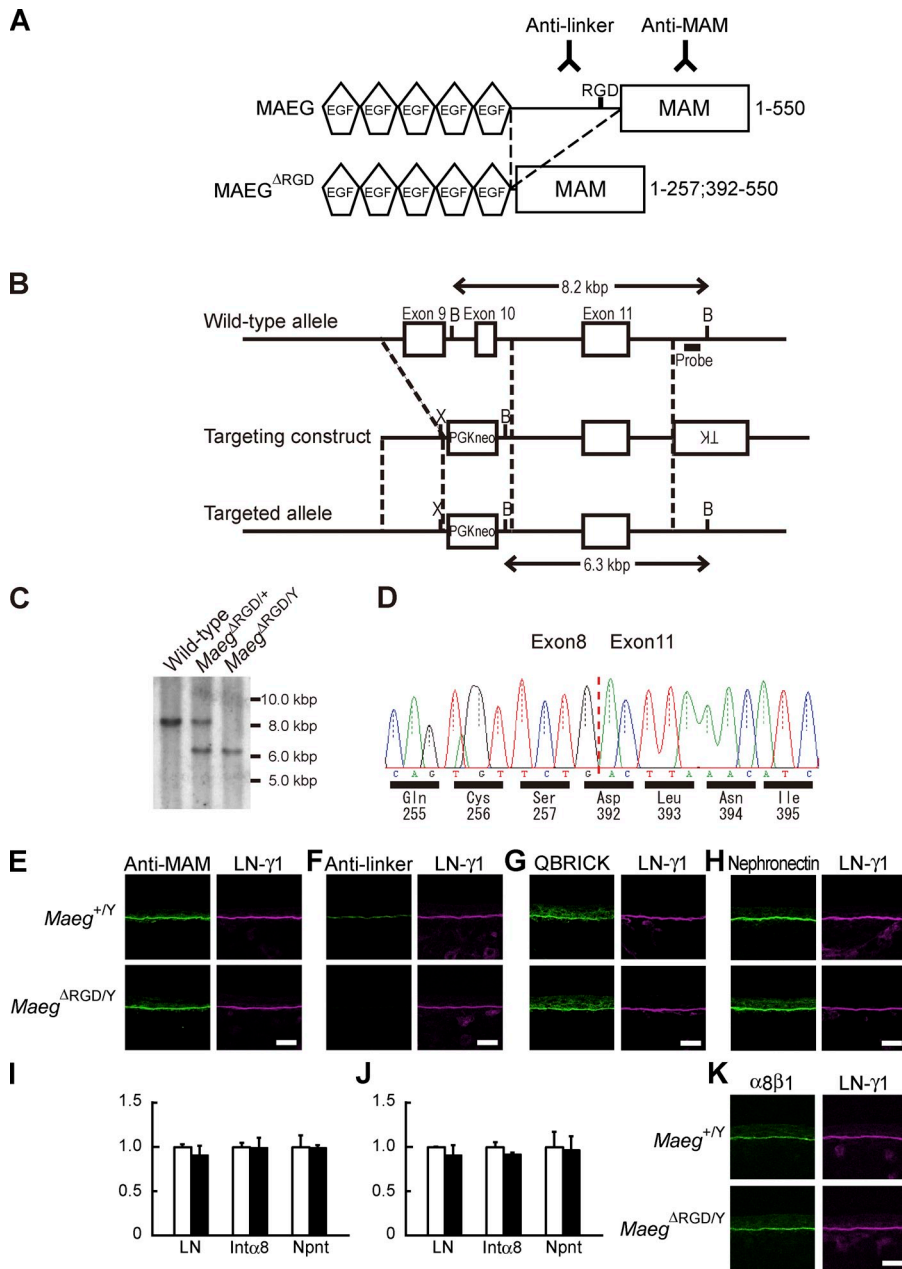 A
Anti-linker Anti-MAM
MAEG EGF EGF EGF EGF EGF RGD MAM 1-550
MAEG ΔRGD EGF EGF EGF EGF EGF MAM 1-257;392-550
B
8.2 kbp
Wild-type allele Exon 9 B Exon 10 Exon 11 B
Probe
Targeting construct X PGKneo B TK
Targeted allele X PGKneo B B
6.3 kbp
C
Wild-type
Maeg ΔRGD/+
Maeg ΔRGD/Y
10.0 kbp
8.0 kbp
6.0 kbp
5.0 kbp
D
Exon8 Exon11
C A G T G T T C T G A C T T A A A C A T C
Gln Cys Ser Asp Leu Asn Ile
255 256 257 392 393 394 395
E Anti-MAM LN-γ1 F Anti-linker LN-γ1 G QBRICK LN-γ1 H Nephronectin LN-γ1
Maeg +/Y
Maeg ΔRGD/Y
I
1.5
1.0
0.5
0
LN Intα8 Npnt
J
1.5
1.0
0.5
0
LN Intα8 Npnt
K
α8β1 LN-γ1
Maeg +/Y
Maeg ΔRGD/Y